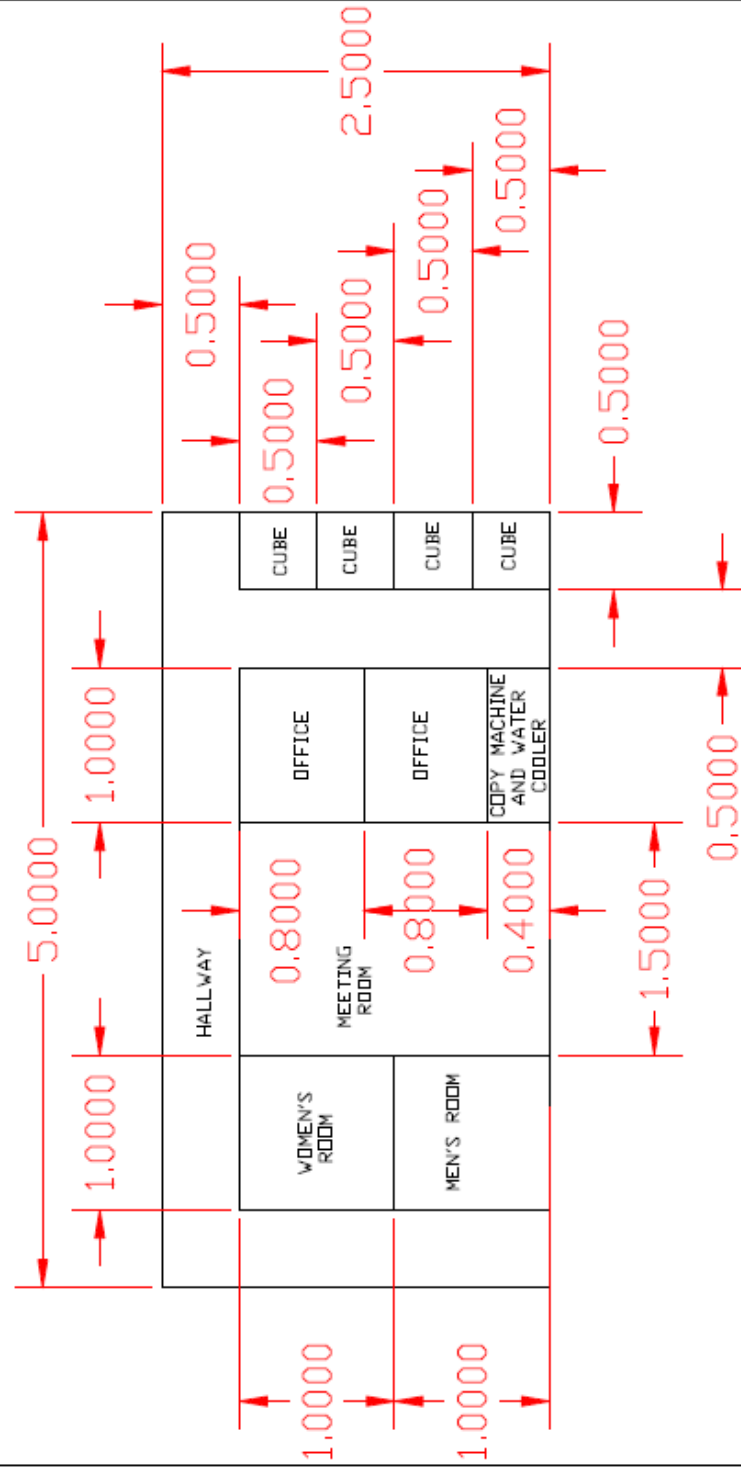 5.0000
1.0000
1.0000
HALLWAY
WOMEN'S
ROOM
MEN'S ROOM
MEETING
ROOM
OFFICE
OFFICE
COPY MACHINE
AND WATER
COOLER
CUBE
CUBE
CUBE
CUBE
1.0000
1.0000
0.8000
0.8000
0.4000
0.5000
0.5000
0.5000
0.5000
0.5000
2.5000
1.5000
0.5000
0.5000